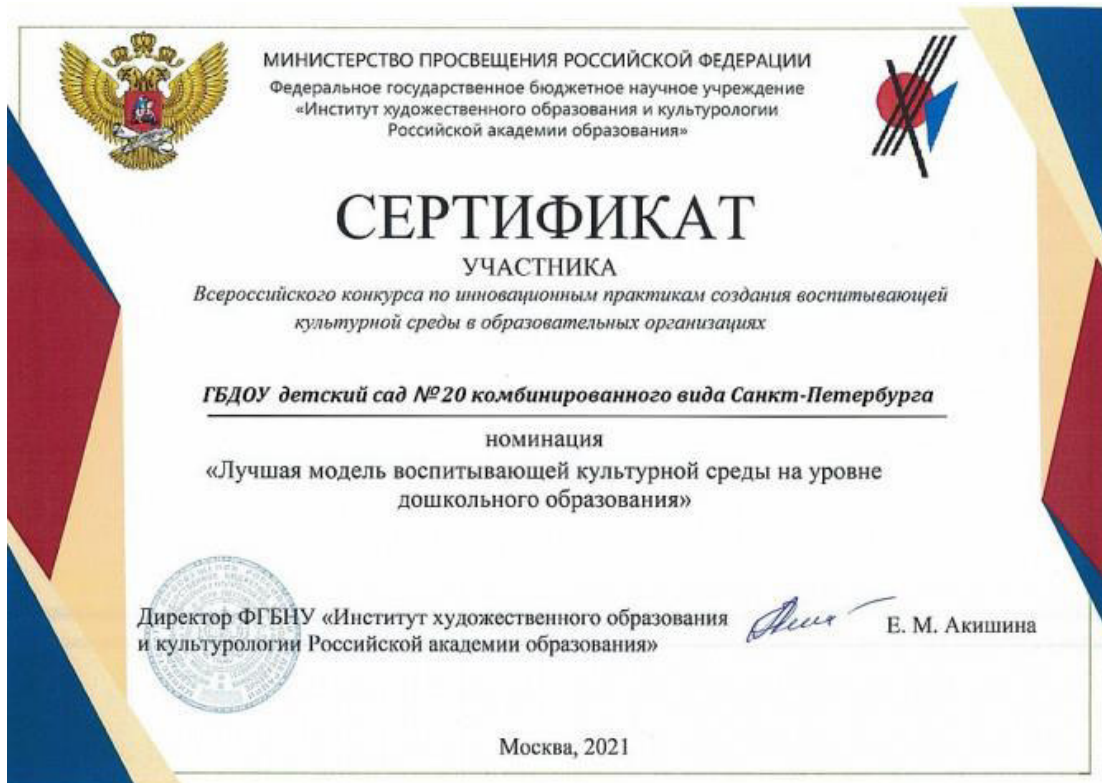 МИНИСТЕРСТВО ПРОСВЕЩЕНИЯ РОССИЙСКОЙ ФЕДЕРАЦИИ
Федеральное государственное бюджетное научное учреждение
«Институт художественного образования и культурологии
Российской академии образования»
СЕРТИФИКАТ
УЧАСТНИКА
Всероссийского конкурса по инновационным практикам создания воспитывающей
культурной среды в образовательных организациях
ГБДОУ детский сад №20 комбинированного вида Санкт-Петербурга
номинация
«Лучшая модель воспитывающей культурной среды на уровне
дошкольного образования»
Директор ФГБНУ «Институт художественного образования
и культурологии Российской академии образования»
Е. М. Акишина
Москва, 2021